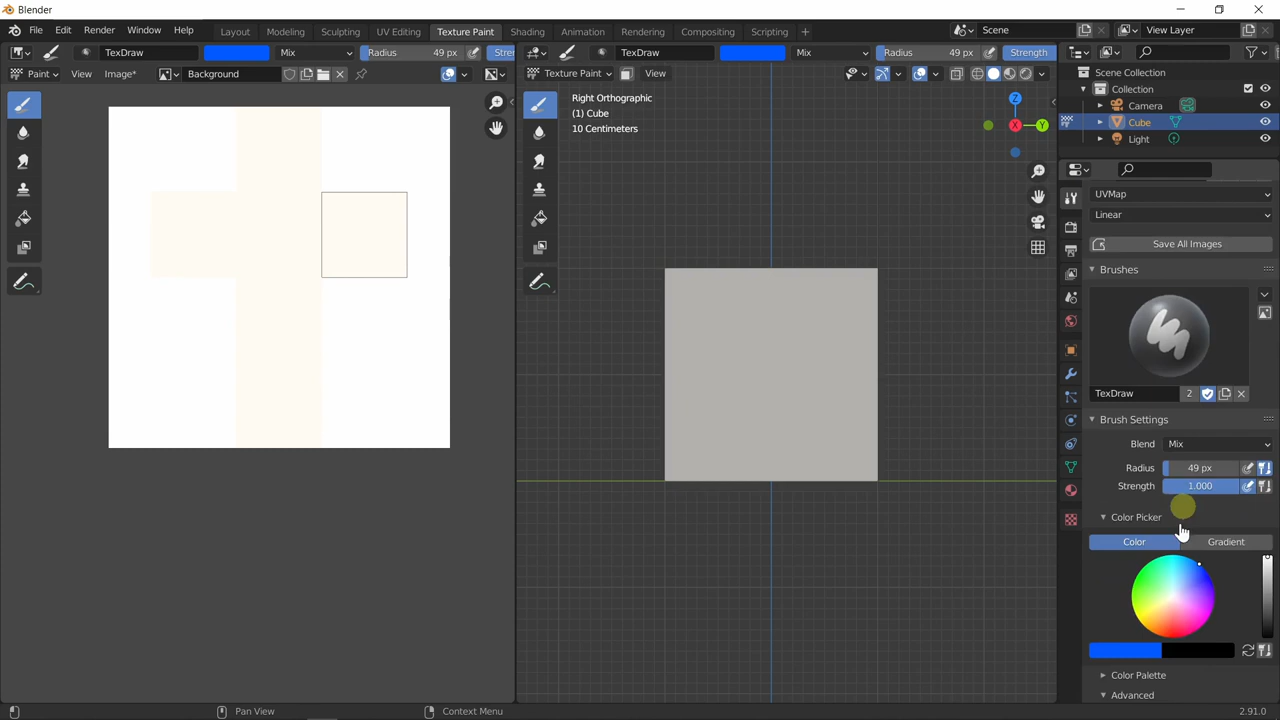 Blender
File Edit Render Window Help Layout Modeling Sculpting UV Editing Texture Paint Shading Animation Rendering Compositing Scripting + Scene View Layer
TexDraw Mix Radius 49 px TexDraw Mix Radius 49 px Strength
Paint View Image* Background Texture Paint View
Scene Collection
Collection
Camera
Cube
Light
Right Orthographic
(1) Cube
10 Centimeters
Z
X
Y
UVMap
Linear
Save All Images
Brushes
TexDraw 2
Brush Settings
Blend Mix
Radius 49 px
Strength 1.000
Color Picker
Color Gradient
Color Palette
Advanced
Pan View Context Menu 2.91.0